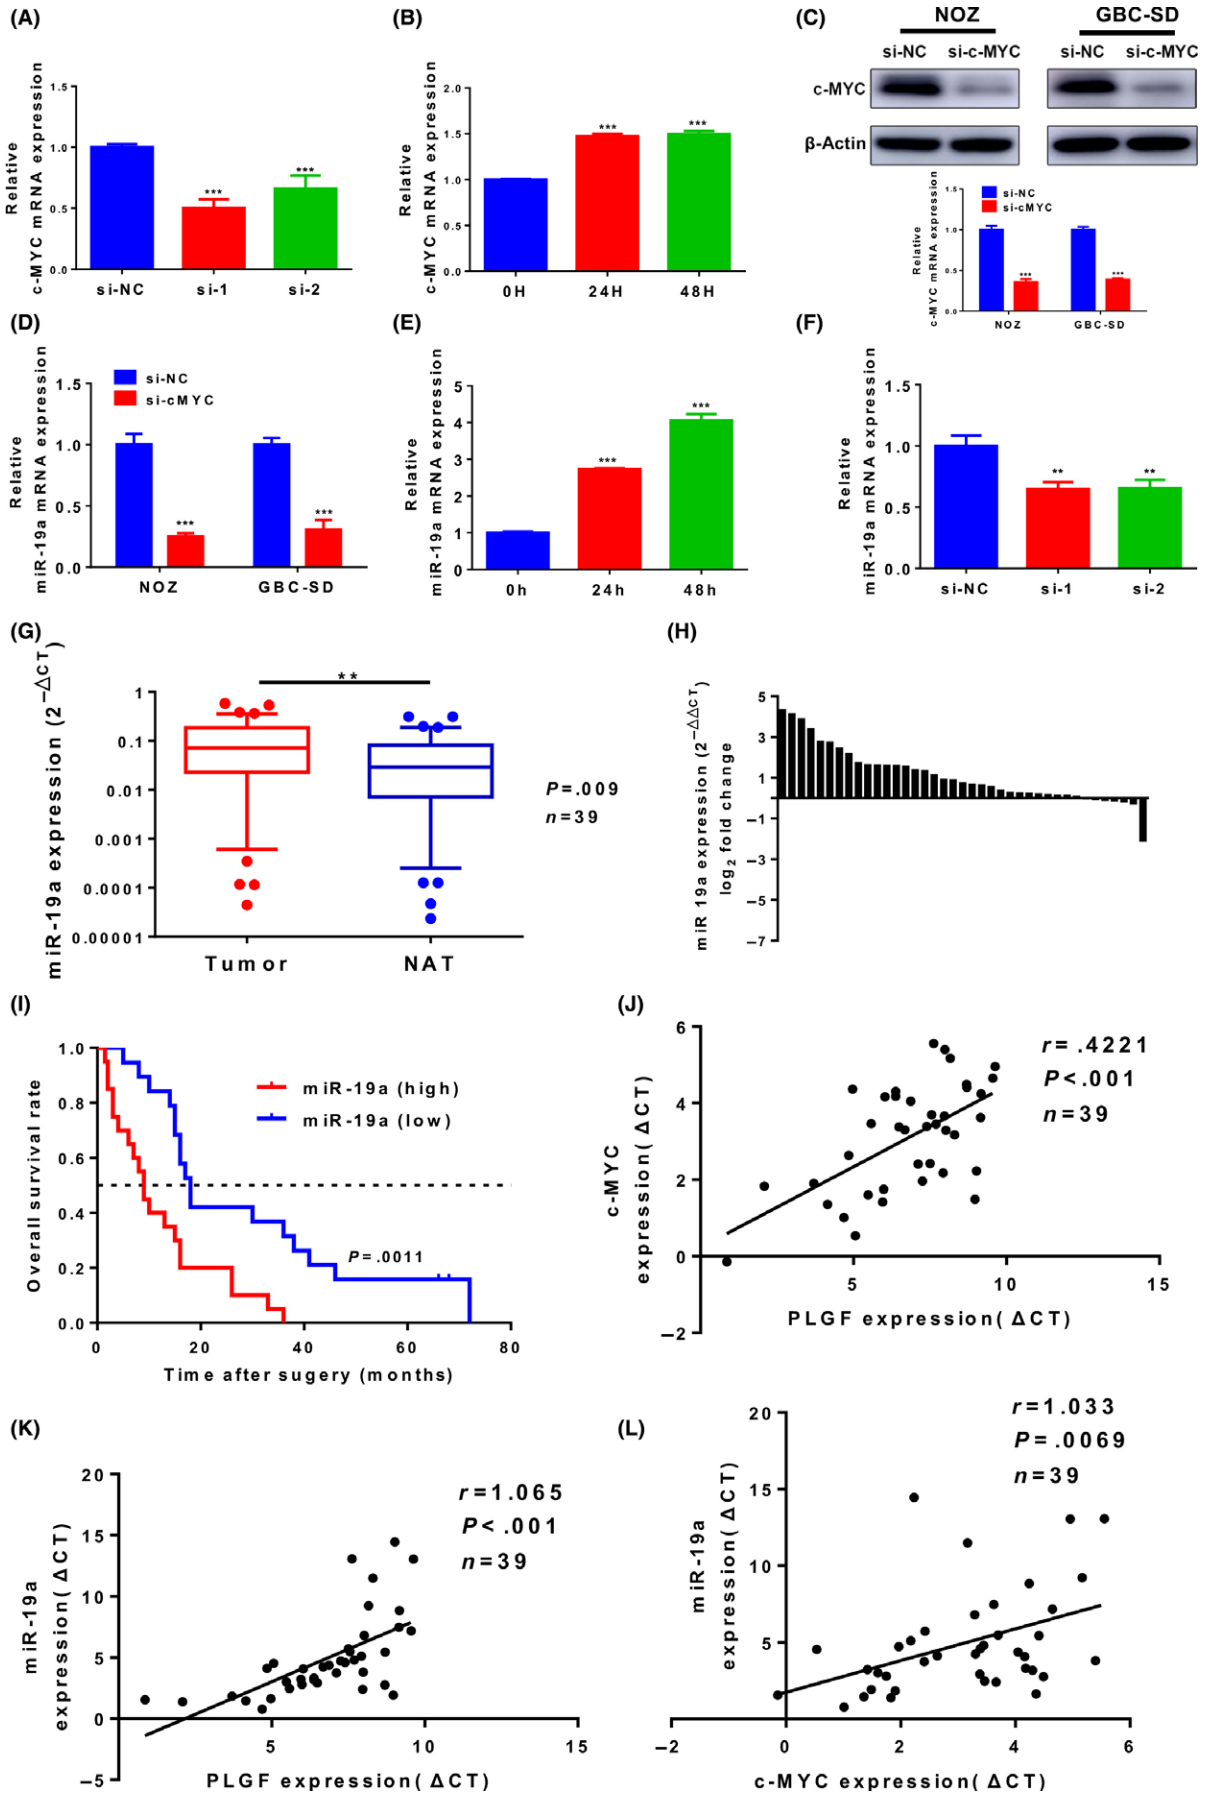 (A)
Relative
c-MYC mRNA expression
1.5
1.0
0.5
0.0
***
***
si-NC si-1 si-2
(B)
Relative
c-MYC mRNA expression
2.0
1.5
1.0
0.5
0.0
***
***
0H 24H 48H
(C)
NOZ GBC-SD
si-NC si-c-MYC si-NC si-c-MYC
c-MYC
β-Actin
Relative
c-MYC mRNA expression
1.5
1.0
0.5
0.0
si-NC
si-cMYC
***
***
NOZ GBC-SD
(D)
Relative
miR-19a mRNA expression
1.5
1.0
0.5
0.0
si-NC
si-cMYC
***
***
NOZ GBC-SD
(E)
Relative
miR-19a mRNA expression
5
4
3
2
1
0
***
***
0h 24h 48h
(F)
Relative
miR-19a mRNA expression
1.5
1.0
0.5
0.0
**
**
si-NC si-1 si-2
(G)
miR-19a expression (2−ΔCT)
1
0.1
0.01
0.001
0.0001
0.00001
**
P=.009
n=39
Tumor NAT
(H)
miR 19a expression (2−ΔΔCT)
log2 fold change
5
3
1
−1
−3
−5
−7
(I)
Overall survival rate
1.0
0.8
0.6
0.4
0.2
0.0
miR-19a (high)
miR-19a (low)
P=.0011
0 20 40 60 80
Time after sugery (months)
(J)
c-MYC
expression( ΔCT)
6
4
2
0
−2
r= .4221
P<.001
n=39
5 10 15
PLGF expression( ΔCT)
(K)
miR-19a
expression( ΔCT)
20
15
10
5
0
−5
r=1.065
P< .001
n=39
5 10 15
PLGF expression( ΔCT)
(L)
miR-19a
expression( ΔCT)
20
15
10
5
r=1.033
P= .0069
n=39
−2 0 2 4 6
c-MYC expression( ΔCT)